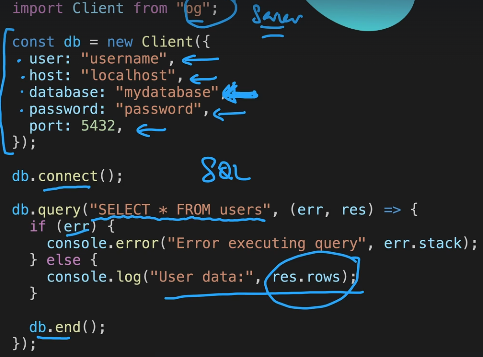 import Client from "pg";
Server
const db = new Client({
user: "username",
host: "localhost",
database: "mydatabase",
password: "password",
port: 5432,
});
db.connect();
SQL
db.query("SELECT * FROM users", (err, res) => {
if (err) {
console.error("Error executing query", err.stack);
} else {
console.log("User data:", res.rows);
}
db.end();
});